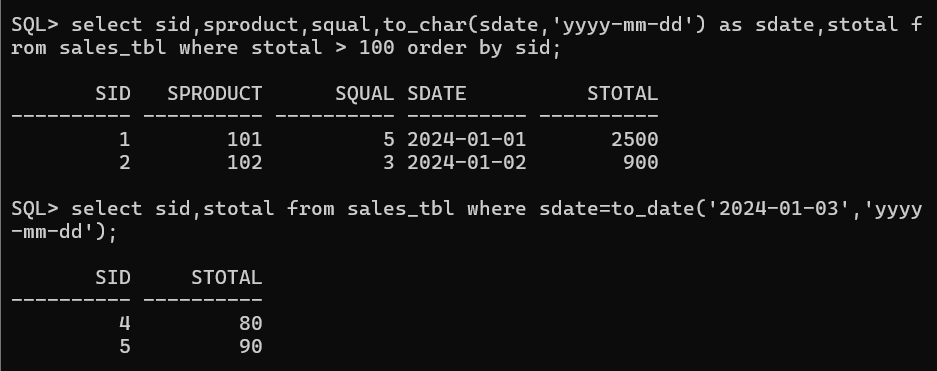 SQL> select sid,sproduct,squal,to_char(sdate,'yyyy-mm-dd') as sdate,stotal f
rom sales_tbl where stotal > 100 order by sid;
       SID   SPRODUCT      SQUAL SDATE          STOTAL
---------- ---------- ---------- ---------- ----------
         1        101          5 2024-01-01       2500
         2        102          3 2024-01-02        900
SQL> select sid,stotal from sales_tbl where sdate=to_date('2024-01-03','yyyy
-mm-dd');
       SID     STOTAL
---------- ----------
         4         80
         5         90